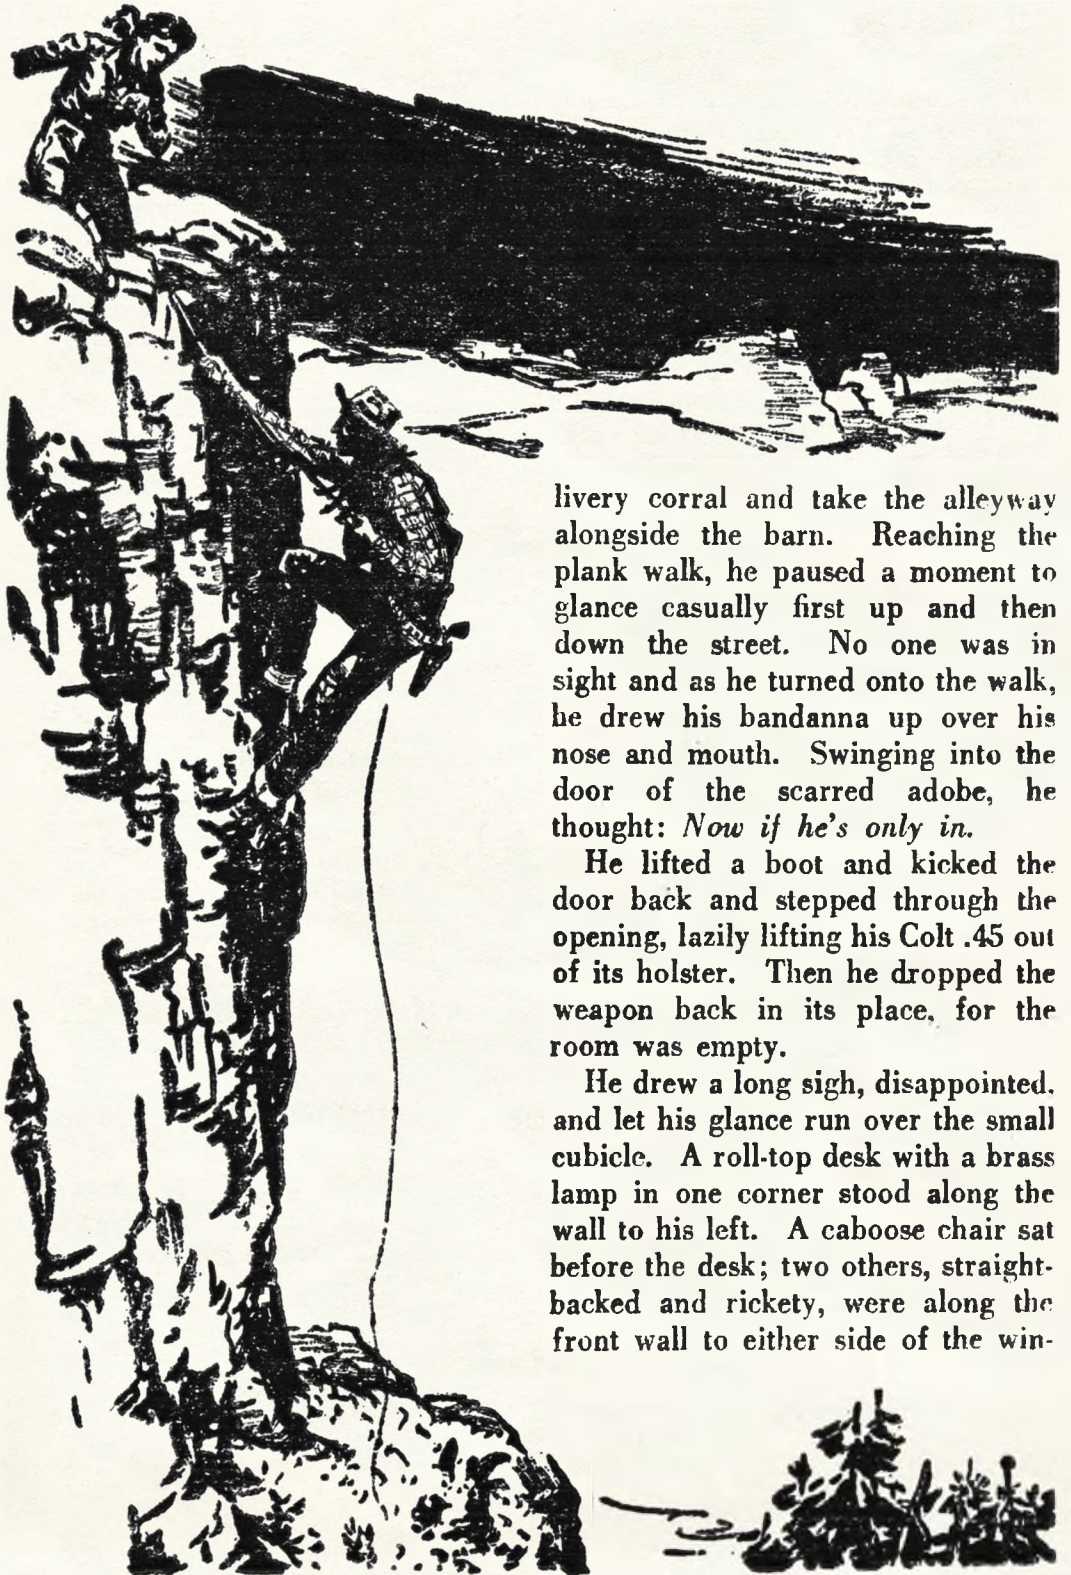 livery corral and take the alleyway
alongside the barn. Reaching the
plank walk, he paused a moment to
glance casually first up and then
down the street. No one was in
sight and as he turned onto the walk,
he drew his bandanna up over his
nose and mouth. Swinging into the
door of the scarred adobe, he
thought: Now if he's only in.
He lifted a boot and kicked the
door back and stepped through the
opening, lazily lifting his Colt .45 out
of its holster. Then he dropped the
weapon back in its place, for the
room was empty.
He drew a long sigh, disappointed,
and let his glance run over the small
cubicle. A roll-top desk with a brass
lamp in one corner stood along the
wall to his left. A caboose chair sat
before the desk; two others, straight-
backed and rickety, were along the
front wall to either side of the win-